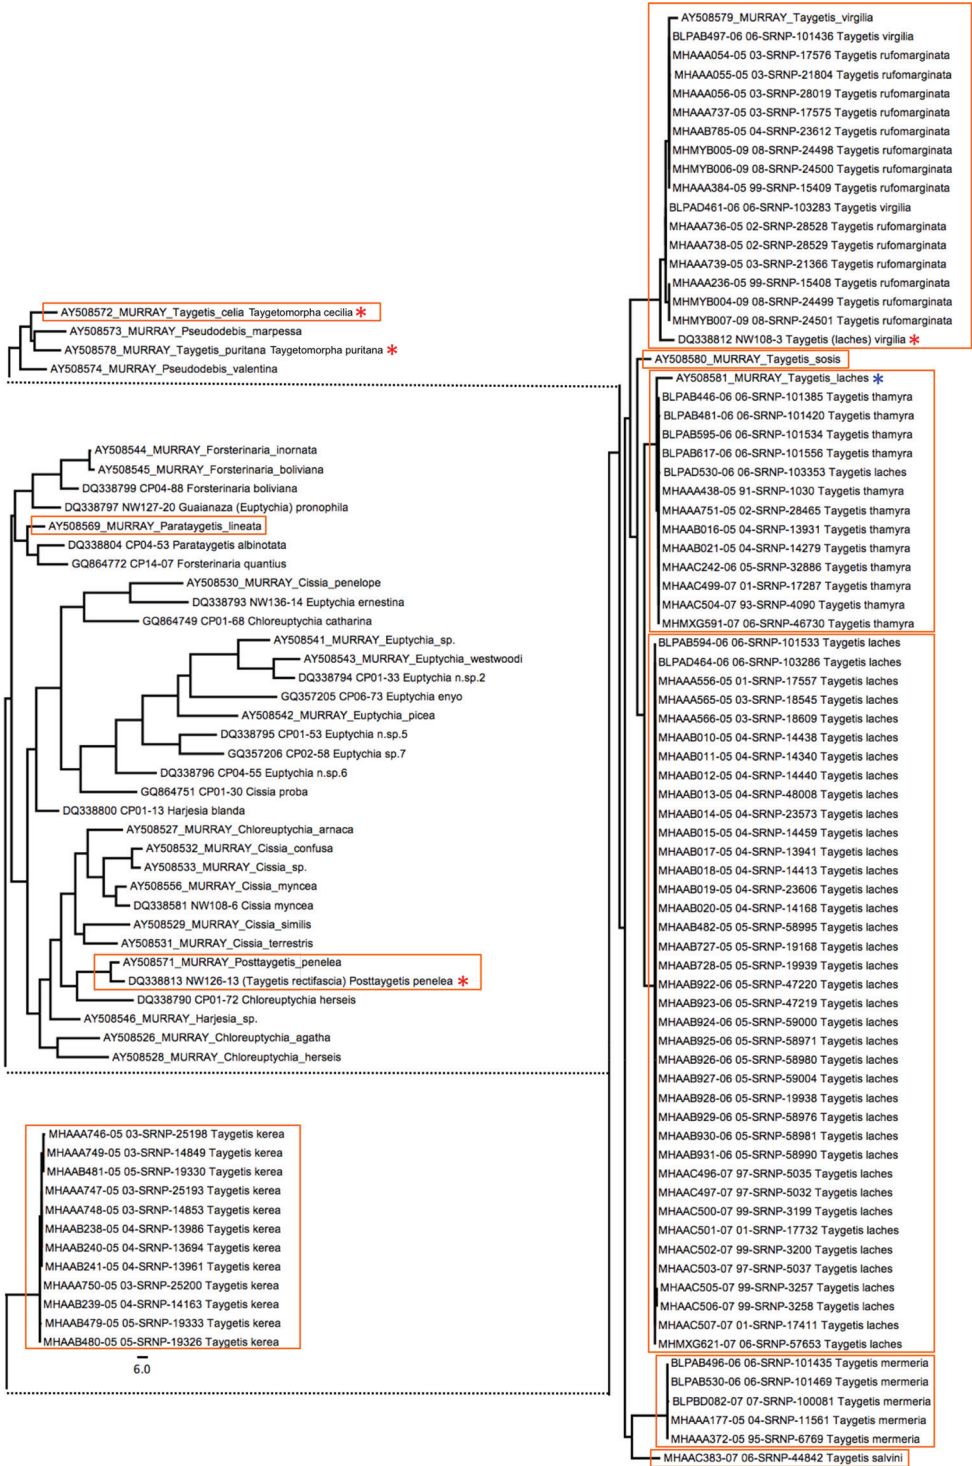 AY508572_MURRAY_Taygetis_celia Taygetomorpha cecilia *
AY508573_MURRAY_Pseudodebis_marpessa
AY508578_MURRAY_Taygetis_puritana Taygetomorpha puritana *
AY508574_MURRAY_Pseudodebis_valentina
AY508544_MURRAY_Forsterinaria_inornata
AY508545_MURRAY_Forsterinaria_boliviana
DQ338799 CP04-88 Forsterinaria boliviana
DQ338797 NW127-20 Guaianaza (Euptychia) pronophila
AY508569_MURRAY_Parataygetis_lineata
DQ338804 CP04-53 Parataygetis albinotata
GQ864772 CP14-07 Forsterinaria quantius
AY508530_MURRAY_Cissia_penelope
DQ338793 NW136-14 Euptychia ernestina
GQ864749 CP01-68 Chloreuptychia catharina
AY508541_MURRAY_Euptychia_sp.
AY508543_MURRAY_Euptychia_westwoodi
DQ338794 CP01-33 Euptychia n.sp.2
GQ357205 CP06-73 Euptychia enyo
AY508542_MURRAY_Euptychia_picea
DQ338795 CP01-53 Euptychia n.sp.5
GQ357206 CP02-58 Euptychia sp.7
DQ338796 CP04-55 Euptychia n.sp.6
GQ864751 CP01-30 Cissia proba
DQ338800 CP01-13 Harjesia blanda
AY508527_MURRAY_Chloreuptychia_arnaca
AY508532_MURRAY_Cissia_confusa
AY508533_MURRAY_Cissia_sp.
AY508556_MURRAY_Cissia_myncea
DQ338581 NW108-6 Cissia myncea
AY508529_MURRAY_Cissia_similis
AY508531_MURRAY_Cissia_terrestris
AY508571_MURRAY_Posttaygetis_penelea
DQ338813 NW126-13 (Taygetis rectifascia) Posttaygetis penelea *
DQ338790 CP01-72 Chloreuptychia herseis
AY508546_MURRAY_Harjesia_sp.
AY508526_MURRAY_Chloreuptychia_agatha
AY508528_MURRAY_Chloreuptychia_herseis
MHAAA746-05 03-SRNP-25198 Taygetis kerea
MHAAA749-05 03-SRNP-14849 Taygetis kerea
MHAAB481-05 05-SRNP-19330 Taygetis kerea
MHAAA747-05 03-SRNP-25193 Taygetis kerea
MHAAA748-05 03-SRNP-14853 Taygetis kerea
MHAAB238-05 04-SRNP-13986 Taygetis kerea
MHAAB240-05 04-SRNP-13694 Taygetis kerea
MHAAB241-05 04-SRNP-13961 Taygetis kerea
MHAAA750-05 03-SRNP-25200 Taygetis kerea
MHAAB239-05 04-SRNP-14163 Taygetis kerea
MHAAB479-05 05-SRNP-19333 Taygetis kerea
MHAAB480-05 05-SRNP-19326 Taygetis kerea
6.0
AY508579_MURRAY_Taygetis_virgilia
BLPAB497-06 06-SRNP-101436 Taygetis virgilia
MHAAA054-05 03-SRNP-17576 Taygetis rufomarginata
MHAAA055-05 03-SRNP-21804 Taygetis rufomarginata
MHAAA056-05 03-SRNP-28019 Taygetis rufomarginata
MHAAA737-05 03-SRNP-17575 Taygetis rufomarginata
MHAAB785-05 04-SRNP-23612 Taygetis rufomarginata
MHMYB005-09 08-SRNP-24498 Taygetis rufomarginata
MHMYB006-09 08-SRNP-24500 Taygetis rufomarginata
MHAAA384-05 99-SRNP-15409 Taygetis rufomarginata
BLPAD461-06 06-SRNP-103283 Taygetis virgilia
MHAAA736-05 02-SRNP-28528 Taygetis rufomarginata
MHAAA738-05 02-SRNP-28529 Taygetis rufomarginata
MHAAA739-05 03-SRNP-21366 Taygetis rufomarginata
MHAAA236-05 99-SRNP-15408 Taygetis rufomarginata
MHMYB004-09 08-SRNP-24499 Taygetis rufomarginata
MHMYB007-09 08-SRNP-24501 Taygetis rufomarginata
DQ338812 NW108-3 Taygetis (laches) virgilia *
AY508580_MURRAY_Taygetis_sosis
AY508581_MURRAY_Taygetis_laches *
BLPAB446-06 06-SRNP-101385 Taygetis thamyra
BLPAB481-06 06-SRNP-101420 Taygetis thamyra
BLPAB595-06 06-SRNP-101534 Taygetis thamyra
BLPAB617-06 06-SRNP-101556 Taygetis thamyra
BLPAD530-06 06-SRNP-103353 Taygetis laches
MHAAA438-05 91-SRNP-1030 Taygetis thamyra
MHAAA751-05 02-SRNP-28465 Taygetis thamyra
MHAAB016-05 04-SRNP-13931 Taygetis thamyra
MHAAB021-05 04-SRNP-14279 Taygetis thamyra
MHAAC242-06 05-SRNP-32886 Taygetis thamyra
MHAAC499-07 01-SRNP-17287 Taygetis thamyra
MHAAC504-07 93-SRNP-4090 Taygetis thamyra
MHMXG591-07 06-SRNP-46730 Taygetis thamyra
BLPAB594-06 06-SRNP-101533 Taygetis laches
BLPAD464-06 06-SRNP-103286 Taygetis laches
MHAAA556-05 01-SRNP-17557 Taygetis laches
MHAAA565-05 03-SRNP-18545 Taygetis laches
MHAAA566-05 03-SRNP-18609 Taygetis laches
MHAAB010-05 04-SRNP-14438 Taygetis laches
MHAAB011-05 04-SRNP-14340 Taygetis laches
MHAAB012-05 04-SRNP-14440 Taygetis laches
MHAAB013-05 04-SRNP-48008 Taygetis laches
MHAAB014-05 04-SRNP-23573 Taygetis laches
MHAAB015-05 04-SRNP-14459 Taygetis laches
MHAAB017-05 04-SRNP-13941 Taygetis laches
MHAAB018-05 04-SRNP-14413 Taygetis laches
MHAAB019-05 04-SRNP-23606 Taygetis laches
MHAAB020-05 04-SRNP-14168 Taygetis laches
MHAAB482-05 05-SRNP-58995 Taygetis laches
MHAAB727-05 05-SRNP-19168 Taygetis laches
MHAAB728-05 05-SRNP-19939 Taygetis laches
MHAAB922-06 05-SRNP-47220 Taygetis laches
MHAAB923-06 05-SRNP-47219 Taygetis laches
MHAAB924-06 05-SRNP-59000 Taygetis laches
MHAAB925-06 05-SRNP-58971 Taygetis laches
MHAAB926-06 05-SRNP-58980 Taygetis laches
MHAAB927-06 05-SRNP-59004 Taygetis laches
MHAAB928-06 05-SRNP-19938 Taygetis laches
MHAAB929-06 05-SRNP-58976 Taygetis laches
MHAAB930-06 05-SRNP-58981 Taygetis laches
MHAAB931-06 05-SRNP-58990 Taygetis laches
MHAAC496-07 97-SRNP-5035 Taygetis laches
MHAAC497-07 97-SRNP-5032 Taygetis laches
MHAAC500-07 99-SRNP-3199 Taygetis laches
MHAAC501-07 01-SRNP-17732 Taygetis laches
MHAAC502-07 99-SRNP-3200 Taygetis laches
MHAAC503-07 97-SRNP-5037 Taygetis laches
MHAAC505-07 99-SRNP-3257 Taygetis laches
MHAAC506-07 99-SRNP-3258 Taygetis laches
MHAAC507-07 01-SRNP-17411 Taygetis laches
MHMXG621-07 06-SRNP-57653 Taygetis laches
BLPAB496-06 06-SRNP-101435 Taygetis mermeria
BLPAB530-06 06-SRNP-101469 Taygetis mermeria
BLPBD082-07 07-SRNP-100081 Taygetis mermeria
MHAAA177-05 04-SRNP-11561 Taygetis mermeria
MHAAA372-05 95-SRNP-6769 Taygetis mermeria
MHAAC383-07 06-SRNP-44842 Taygetis salvini